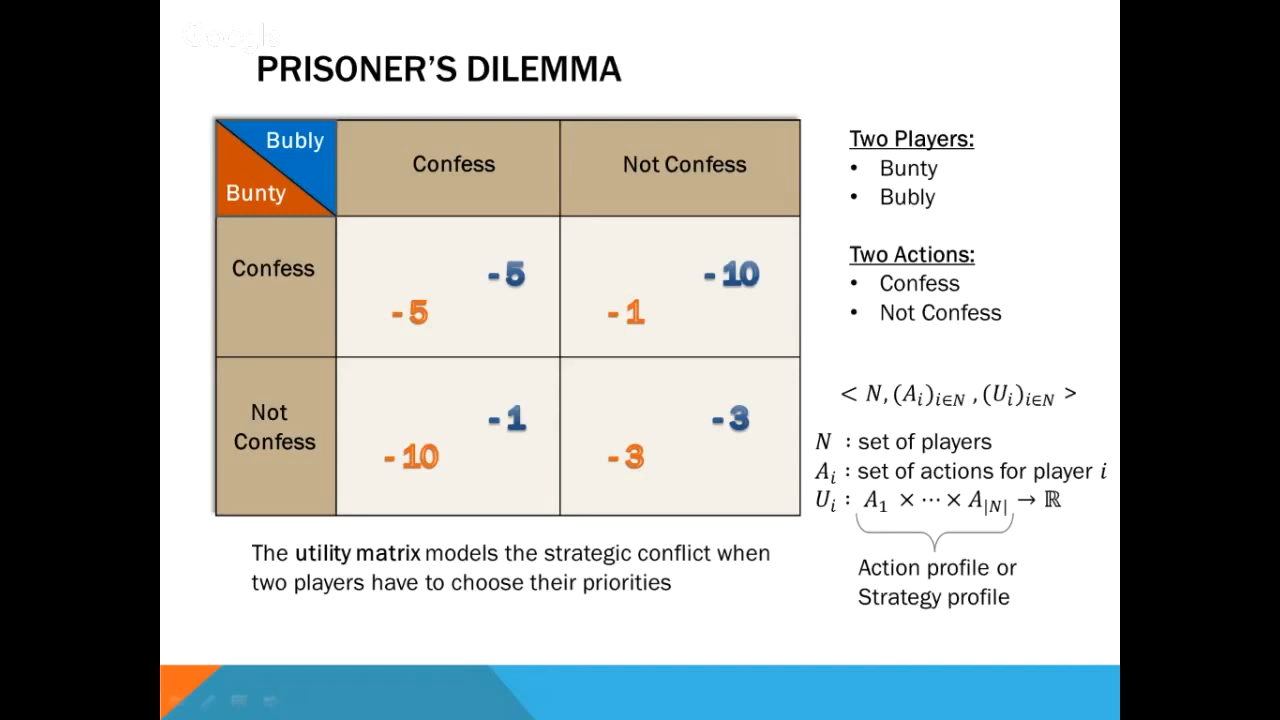 Google
PRISONER'S DILEMMA
Bubly
Bunty
Confess
Not Confess
Confess
- 5
- 5
- 10
- 1
Not
Confess
- 1
- 10
- 3
- 3
The utility matrix models the strategic conflict when
two players have to choose their priorities
Two Players:
• Bunty
• Bubly
Two Actions:
• Confess
• Not Confess
< N, (A_i)_{i∈N} , (U_i)_{i∈N} >
N : set of players
A_i : set of actions for player i
U_i : A_1 × ⋯ × A_{|N|} → ℝ
Action profile or
Strategy profile